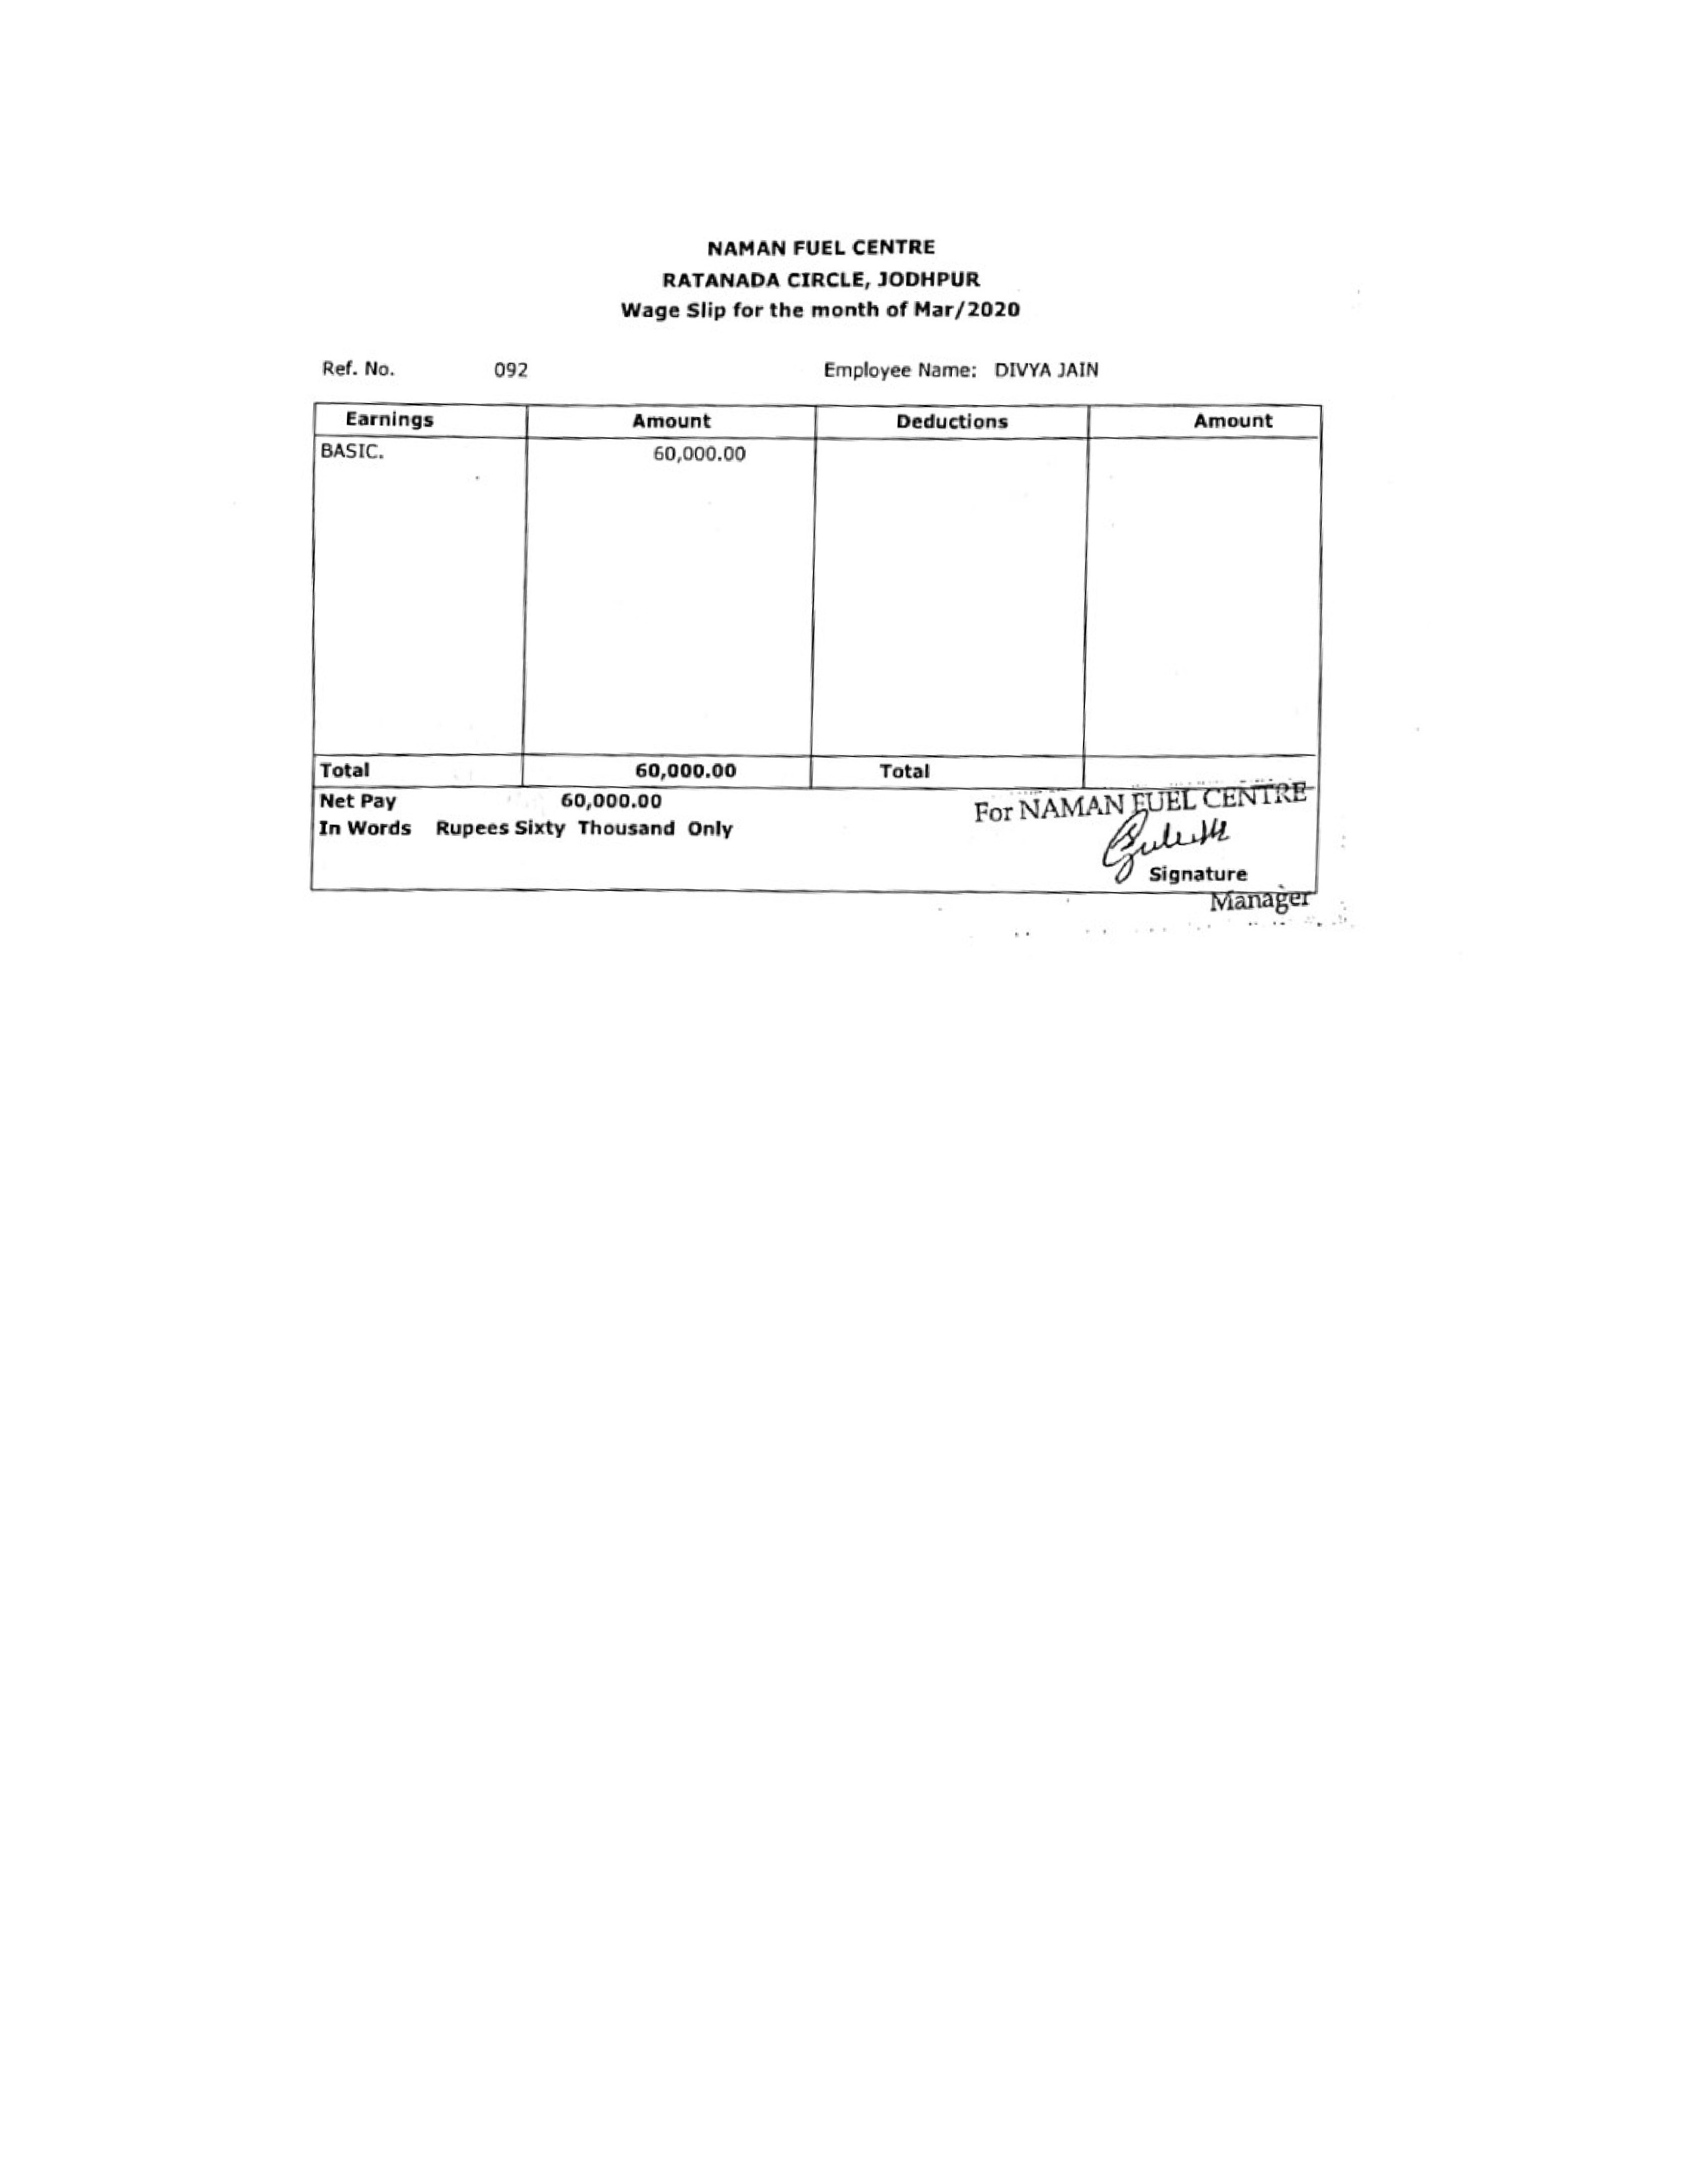 NAMAN FUEL CENTRE
RATANADA CIRCLE, JODHPUR
Wage Slip for the month of Mar/2020
Ref. No. 092 Employee Name: DIVYA JAIN
Earnings Amount Deductions Amount
BASIC. 60,000.00
Total 60,000.00 Total
Net Pay 60,000.00
For NAMAN FUEL CENTRE
In Words Rupees Sixty Thousand Only
Signature
Manager